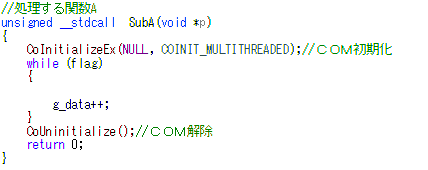 //処理する関数A
unsigned __stdcall  SubA(void *p)
{
    CoInitializeEx(NULL, COINIT_MULTITHREADED);//ＣＯＭ初期化
    while (flag)
    {
        g_data++;
    }
    CoUninitialize();//ＣＯＭ解除
    return 0;
}